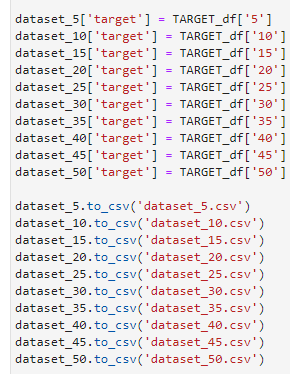 dataset_5['target'] = TARGET_df['5']
dataset_10['target'] = TARGET_df['10']
dataset_15['target'] = TARGET_df['15']
dataset_20['target'] = TARGET_df['20']
dataset_25['target'] = TARGET_df['25']
dataset_30['target'] = TARGET_df['30']
dataset_35['target'] = TARGET_df['35']
dataset_40['target'] = TARGET_df['40']
dataset_45['target'] = TARGET_df['45']
dataset_50['target'] = TARGET_df['50']
dataset_5.to_csv('dataset_5.csv')
dataset_10.to_csv('dataset_10.csv')
dataset_15.to_csv('dataset_15.csv')
dataset_20.to_csv('dataset_20.csv')
dataset_25.to_csv('dataset_25.csv')
dataset_30.to_csv('dataset_30.csv')
dataset_35.to_csv('dataset_35.csv')
dataset_40.to_csv('dataset_40.csv')
dataset_45.to_csv('dataset_45.csv')
dataset_50.to_csv('dataset_50.csv')